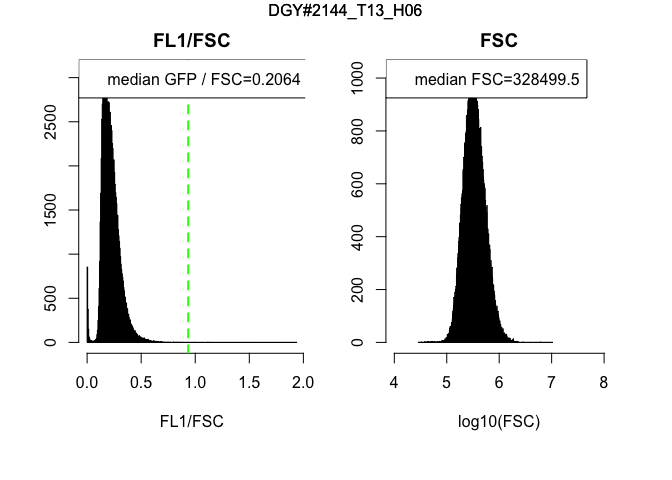 DGY#2144_T13_H06
FL1/FSC
median GFP / FSC=0.2064
0
500
1500
2500
0.0 0.5 1.0 1.5 2.0
FL1/FSC
FSC
median FSC=328499.5
0
200
400
600
800
1000
4 5 6 7 8
log10(FSC)